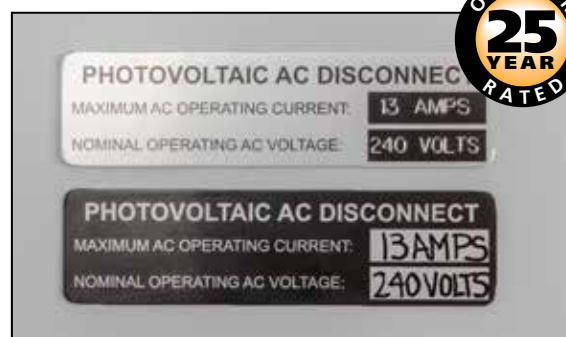 25
YEAR
RATED
PHOTOVOLTAIC AC DISCONNECT
MAXIMUM AC OPERATING CURRENT: 13 AMPS
NOMINAL OPERATING AC VOLTAGE: 240 VOLTS
PHOTOVOLTAIC AC DISCONNECT
MAXIMUM AC OPERATING CURRENT: 13AMPS
NOMINAL OPERATING AC VOLTAGE: 240VOLTS